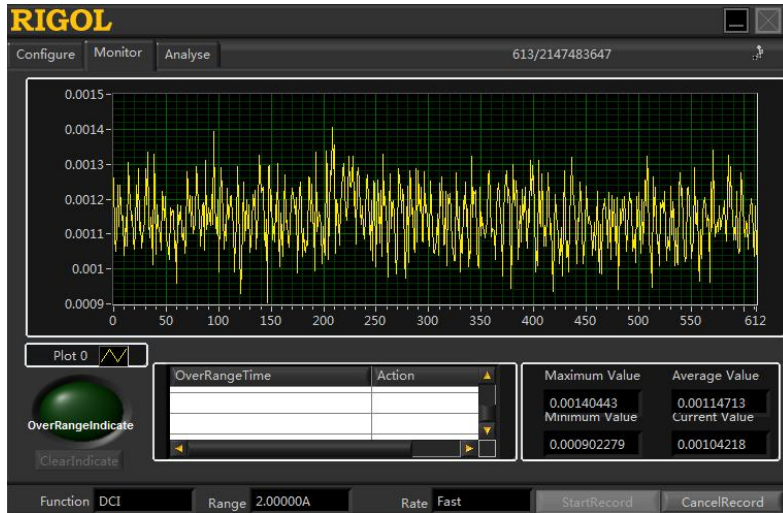 RIGOL
Configure Monitor Analyse 613/2147483647
0.0015
0.0014
0.0013
0.0012
0.0011
0.001
0.0009
0 50 100 150 200 250 300 350 400 450 500 550 612
Plot 0
OverRangeTime Action
OverRangeIndicate
ClearIndicate
Maximum Value Average Value
0.00140443 0.00114713
Minimum Value Current Value
0.000902279 0.00104218
Function DCI Range 2.00000A Rate Fast StartRecord CancelRecord